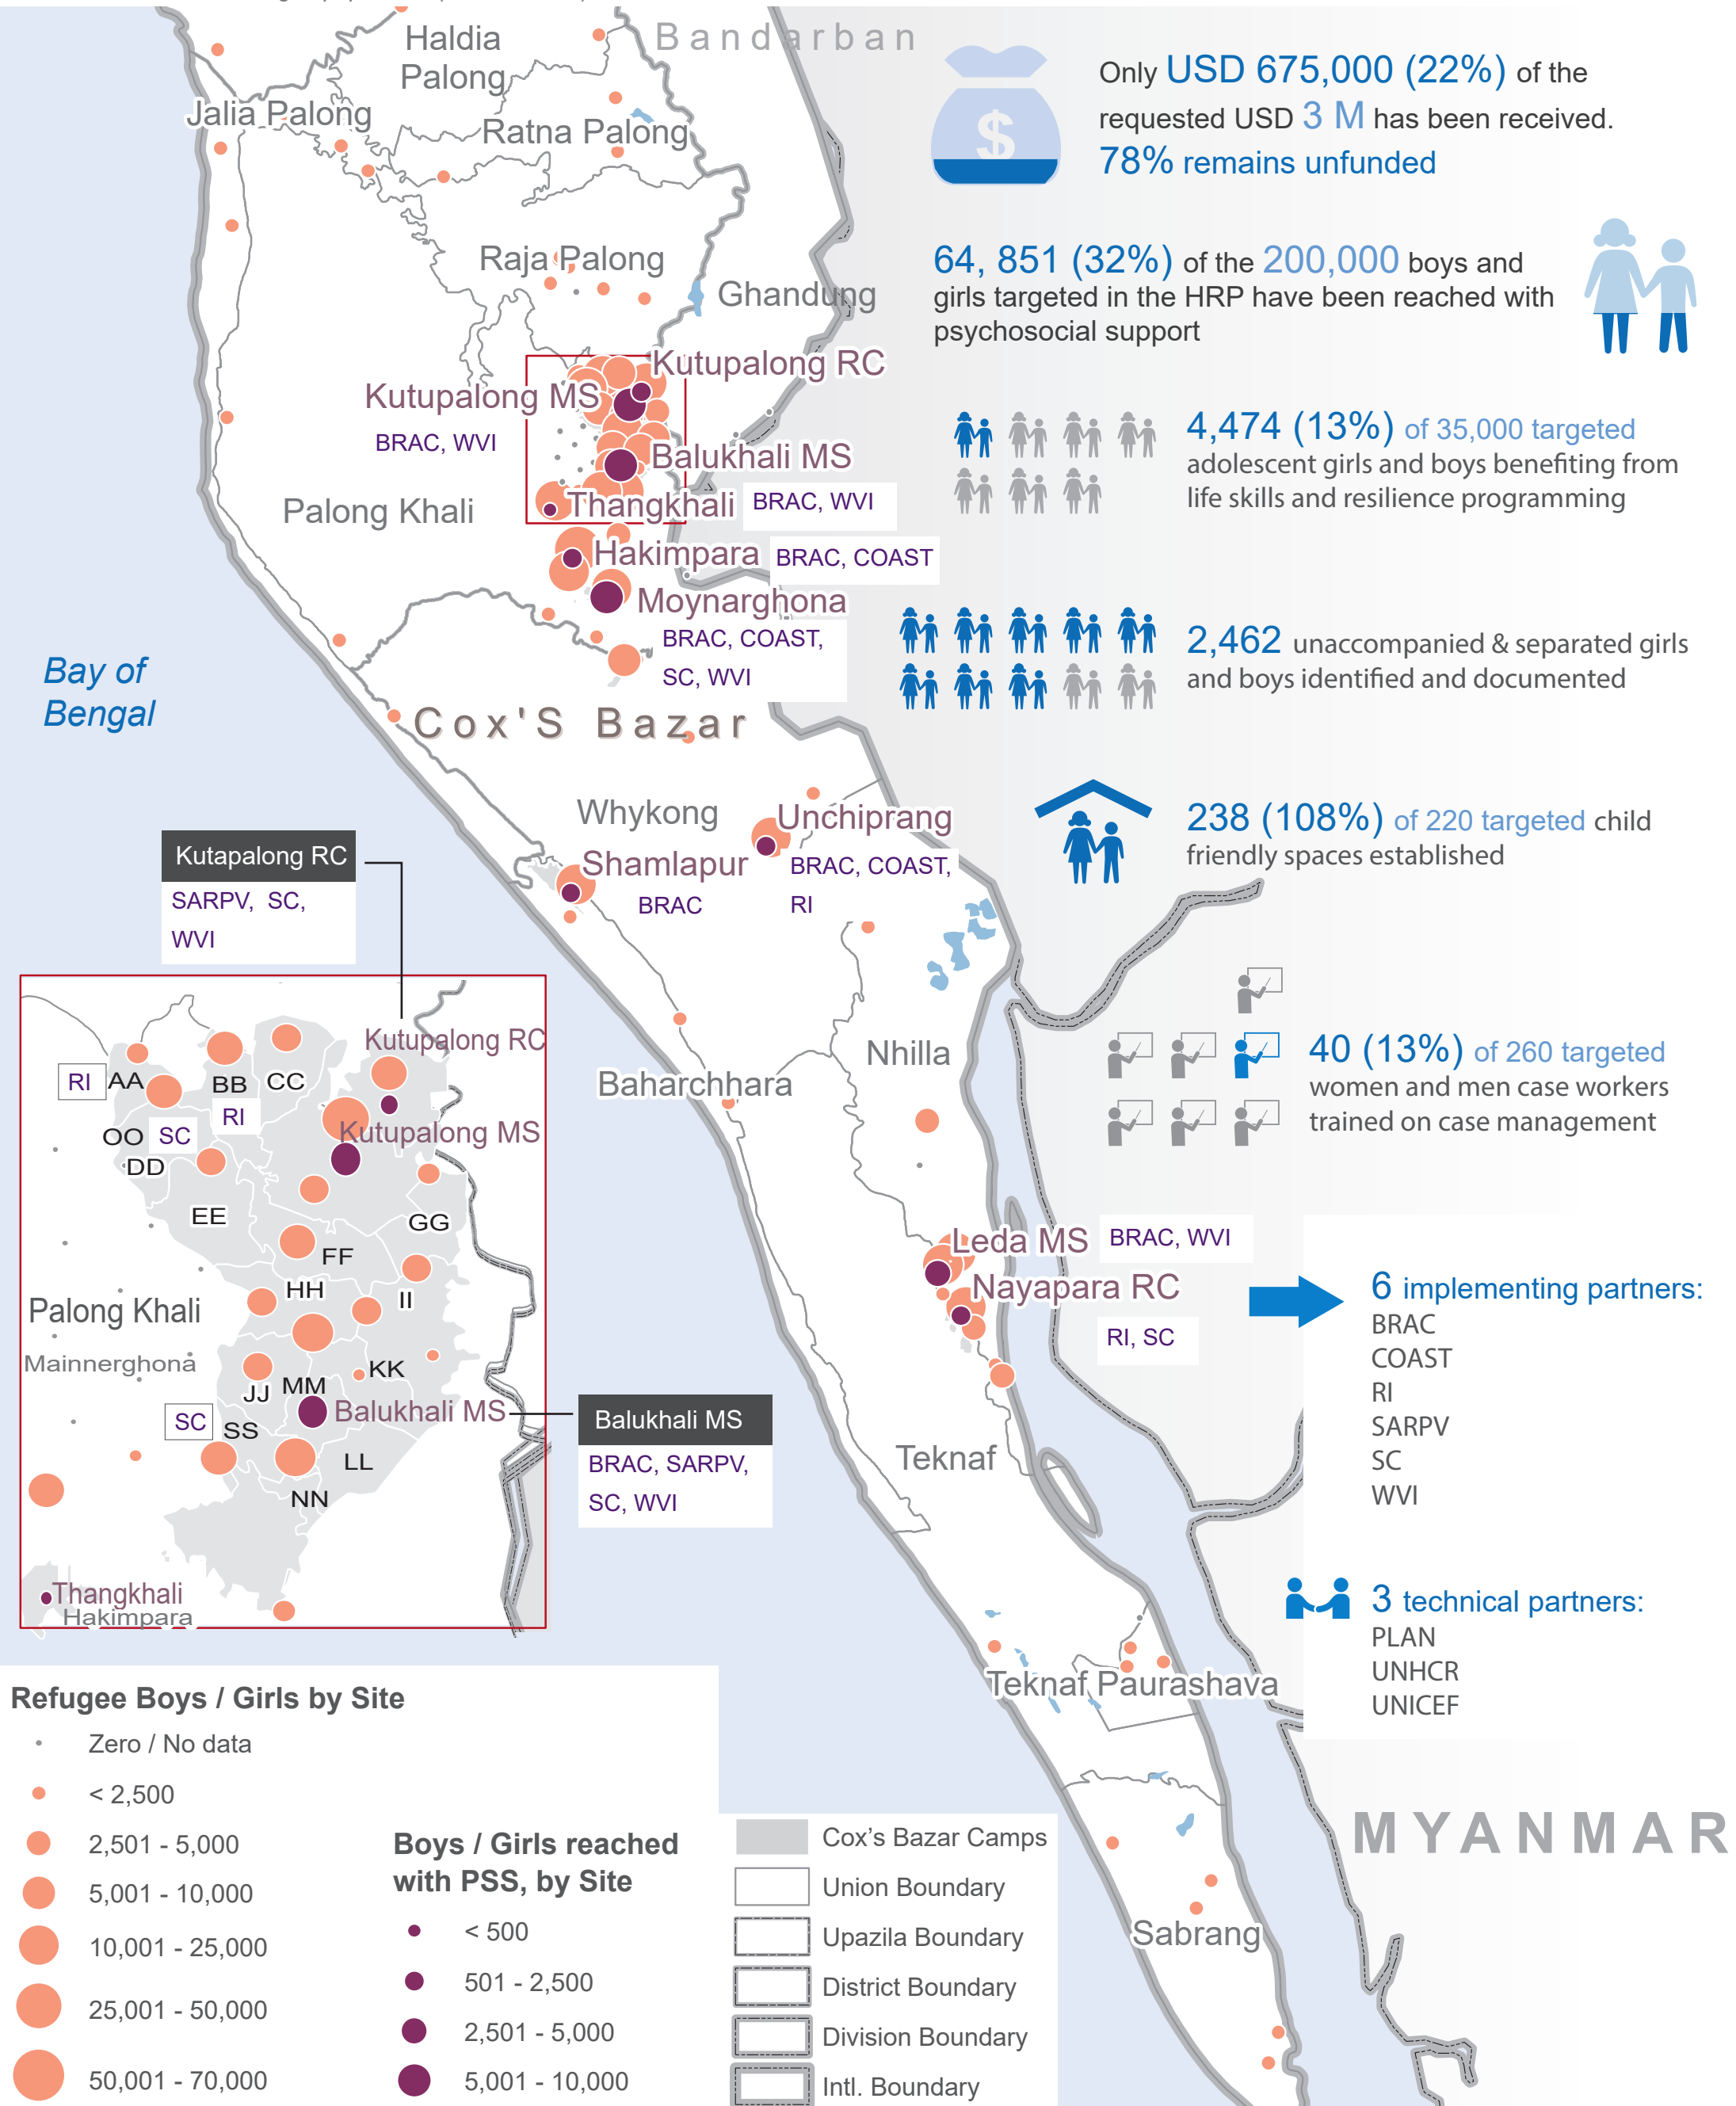 Haldia
Palong
Bandarban
Jalia Palong
Ratna Palong
Raja Palong
Ghandung
Kutupalong RC
Kutupalong MS
BRAC, WVI
Balukhali MS
Palong Khali
Thangkhali
BRAC, WVI
Hakimpara
BRAC, COAST
Moynarghona
BRAC, COAST,
SC, WVI
Bay of
Bengal
Cox'S Bazar
Whykong
Unchiprang
BRAC, COAST,
RI
Shamlapur
BRAC
Nhilla
Baharchhara
Leda MS
BRAC, WVI
Nayapara RC
RI, SC
Teknaf
Teknaf Paurashava
Sabrang
MYANMAR
Only USD 675,000 (22%) of the
requested USD 3 M has been received.
78% remains unfunded
$
64, 851 (32%) of the 200,000 boys and
girls targeted in the HRP have been reached with
psychosocial support
4,474 (13%) of 35,000 targeted
adolescent girls and boys benefiting from
life skills and resilience programming
2,462 unaccompanied & separated girls
and boys identified and documented
238 (108%) of 220 targeted child
friendly spaces established
40 (13%) of 260 targeted
women and men case workers
trained on case management
6 implementing partners:
BRAC
COAST
RI
SARPV
SC
WVI
3 technical partners:
PLAN
UNHCR
UNICEF
Kutapalong RC
SARPV, SC,
WVI
Kutupalong RC
RI
AA
BB
CC
RI
Kutupalong MS
OO
SC
DD
EE
GG
FF
HH
II
Palong Khali
Mainnerghona
KK
JJ
MM
Balukhali MS
SC
SS
LL
NN
Thangkhali
Hakimpara
Balukhali MS
BRAC, SARPV,
SC, WVI
Refugee Boys / Girls by Site
Zero / No data
< 2,500
2,501 - 5,000
5,001 - 10,000
10,001 - 25,000
25,001 - 50,000
50,001 - 70,000
Boys / Girls reached
with PSS, by Site
< 500
501 - 2,500
2,501 - 5,000
5,001 - 10,000
Cox's Bazar Camps
Union Boundary
Upazila Boundary
District Boundary
Division Boundary
Intl. Boundary